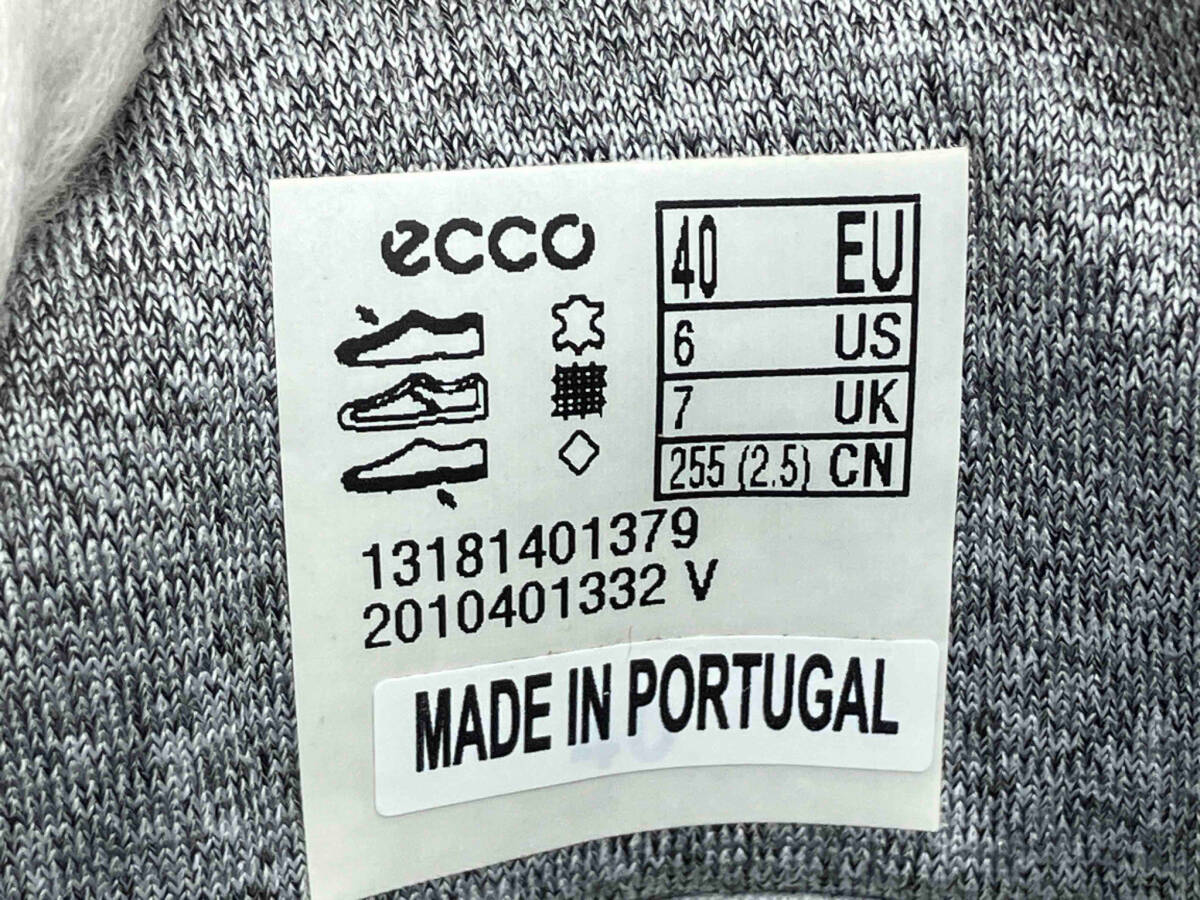 ecco
40 EU
6 US
7 UK
255 (2.5) CN
13181401379
2010401332 V
MADE IN PORTUGAL